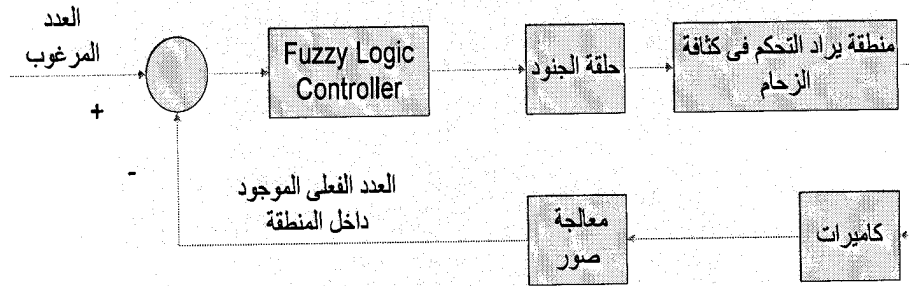 العدد
المرغوب
+
-
Fuzzy Logic
Controller
حلقة الجنود
منطقة يراد التحكم فى كثافة
الزحام
العدد الفعلى الموجود
داخل المنطقة
معالجة
صور
كاميرات